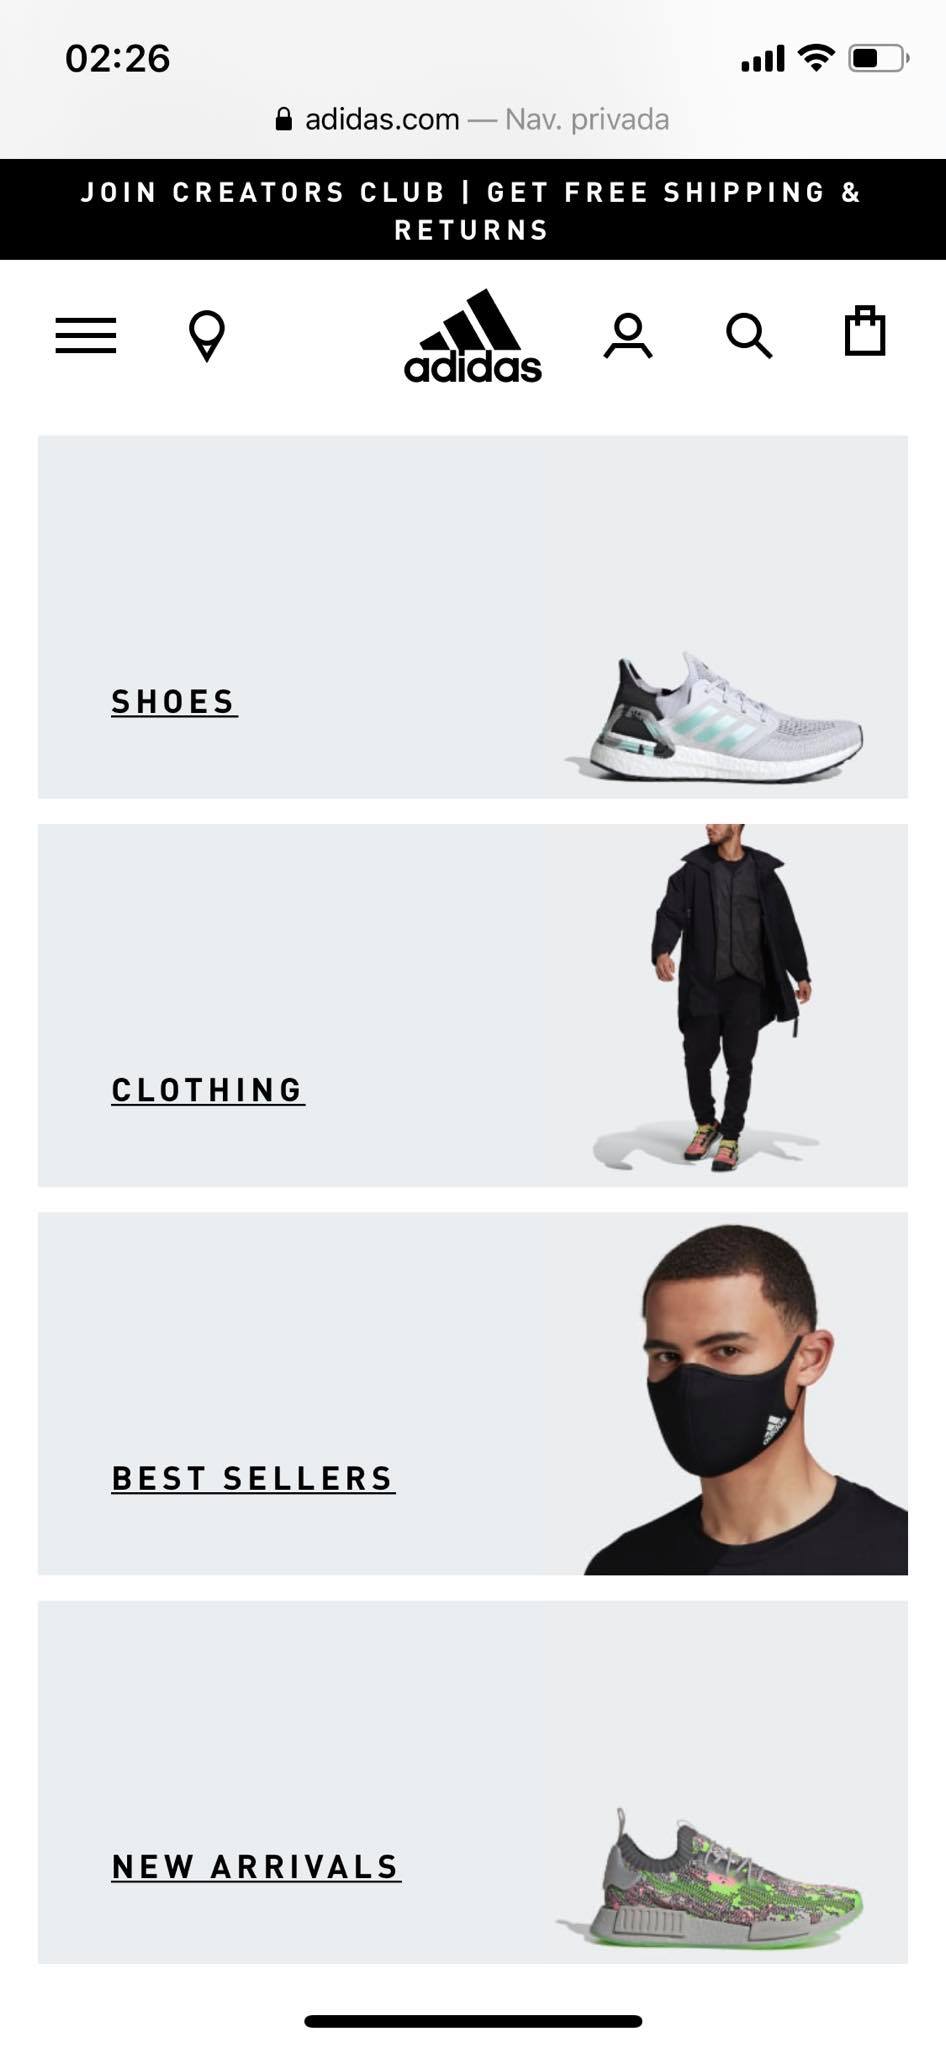 02:26
adidas.com — Nav. privada
JOIN CREATORS CLUB | GET FREE SHIPPING &
RETURNS
adidas
SHOES
CLOTHING
adidas
BEST SELLERS
NEW ARRIVALS